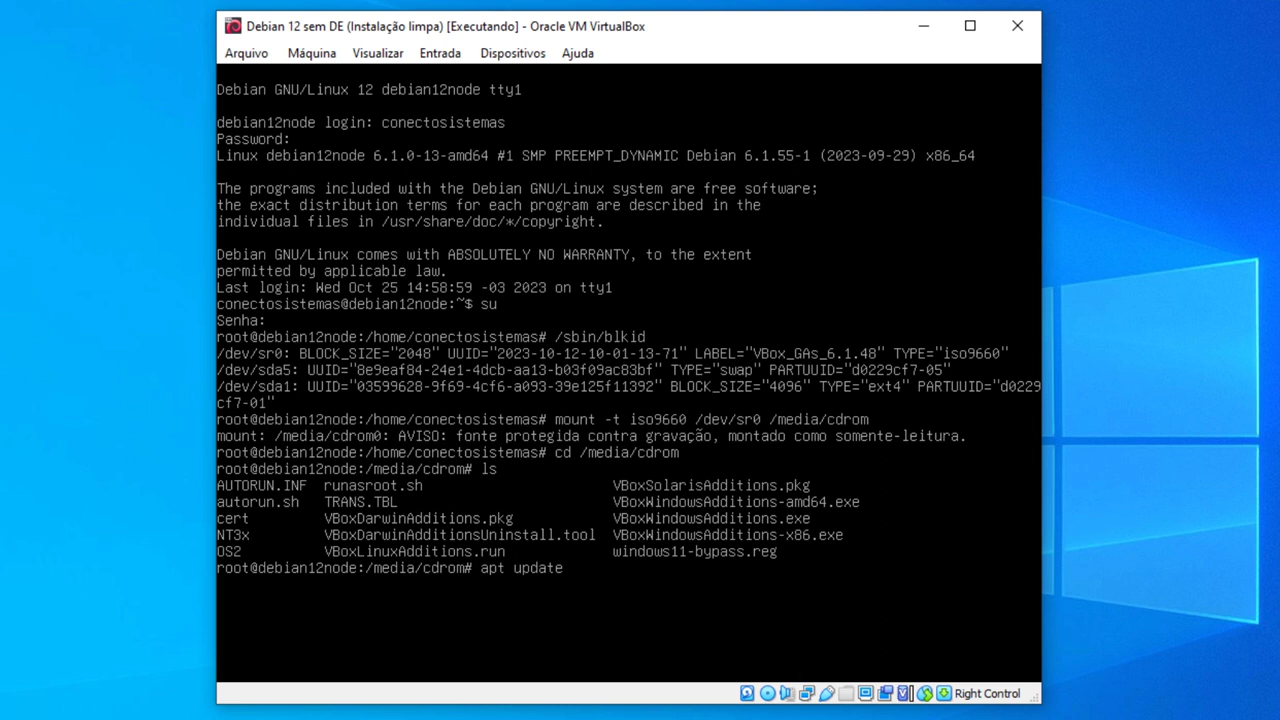 Debian 12 sem DE (Instalação limpa) [Executando] - Oracle VM VirtualBox
Arquivo Máquina Visualizar Entrada Dispositivos Ajuda
Debian GNU/Linux 12 debian12node tty1
debian12node login: conectosistemas
Password:
Linux debian12node 6.1.0-13-amd64 #1 SMP PREEMPT_DYNAMIC Debian 6.1.55-1 (2023-09-29) x86_64
The programs included with the Debian GNU/Linux system are free software;
the exact distribution terms for each program are described in the
individual files in /usr/share/doc/*/copyright.
Debian GNU/Linux comes with ABSOLUTELY NO WARRANTY, to the extent
permitted by applicable law.
Last login: Wed Oct 25 14:58:59 -03 2023 on tty1
conectosistemas@debian12node:~$ su
Senha:
root@debian12node:/home/conectosistemas# /sbin/blkid
/dev/sr0: BLOCK_SIZE="2048" UUID="2023-10-12-10-01-13-71" LABEL="VBox_GAs_6.1.48" TYPE="iso9660"
/dev/sda5: UUID="8e9eaf84-24e1-4dcb-aa13-b03f09ac83bf" TYPE="swap" PARTUUID="d0229cf7-05"
/dev/sda1: UUID="03599628-9f69-4cf6-a093-39e125f11392" BLOCK_SIZE="4096" TYPE="ext4" PARTUUID="d0229
cf7-01"
root@debian12node:/home/conectosistemas# mount -t iso9660 /dev/sr0 /media/cdrom
mount: /media/cdrom0: AVISO: fonte protegida contra gravação, montado como somente-leitura.
root@debian12node:/home/conectosistemas# cd /media/cdrom
root@debian12node:/media/cdrom# ls
AUTORUN.INF runasroot.sh VBoxSolarisAdditions.pkg
autorun.sh TRANS.TBL VBoxWindowsAdditions-amd64.exe
cert VBoxDarwinAdditions.pkg VBoxWindowsAdditions.exe
NT3x VBoxDarwinAdditionsUninstall.tool VBoxWindowsAdditions-x86.exe
OS2 VBoxLinuxAdditions.run windows11-bypass.reg
root@debian12node:/media/cdrom# apt update
Right Control